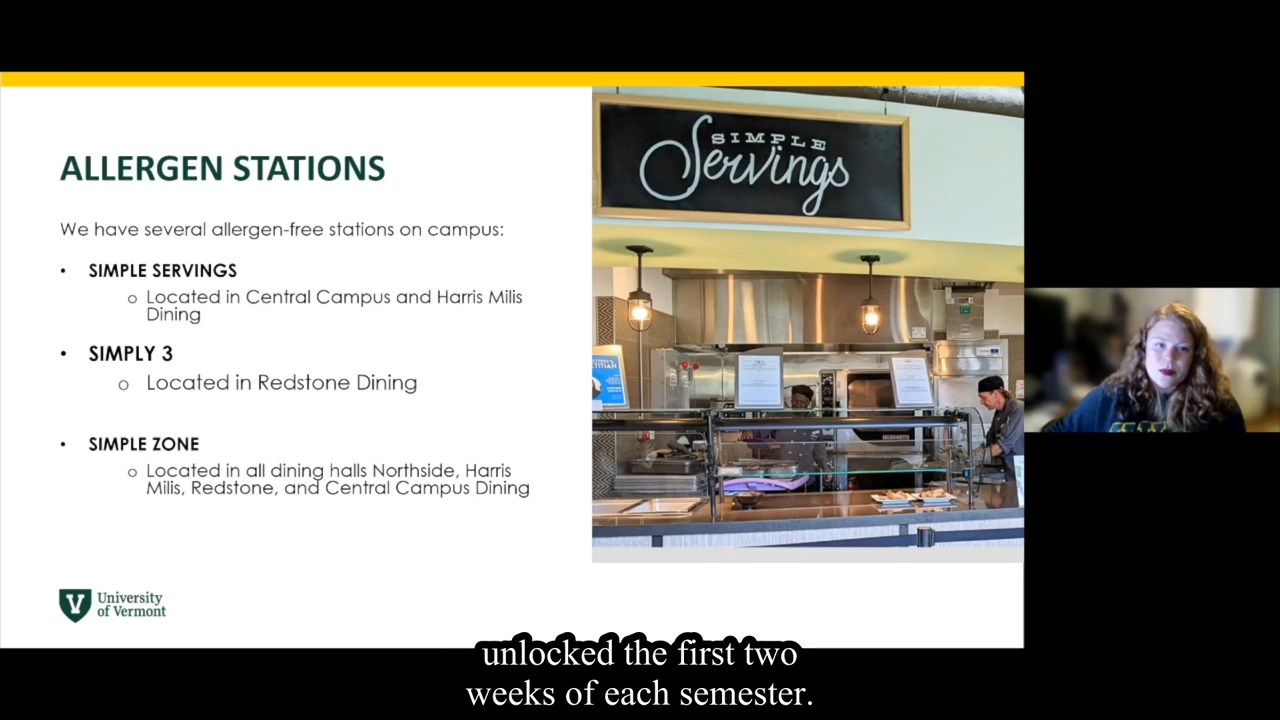 ALLERGEN STATIONS
We have several allergen-free stations on campus:
• SIMPLE SERVINGS
o Located in Central Campus and Harris Milis
Dining
• SIMPLY 3
o Located in Redstone Dining
• SIMPLE ZONE
o Located in all dining halls Northside, Harris
Milis, Redstone, and Central Campus Dining
V University
of Vermont
SIMPLE
Servings
unlocked the first two
weeks of each semester.